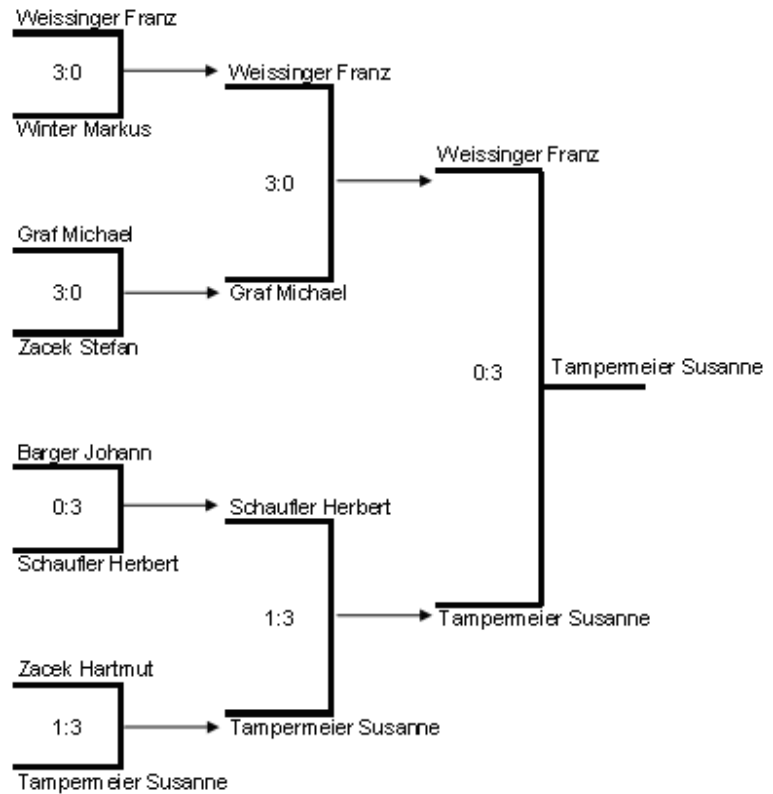 Weissinger Franz
3:0
Winter Markus
Weissinger Franz
3:0
Graf Michael
3:0
Zacek Stefan
Graf Michael
Weissinger Franz
0:3
Tampermeier Susanne
Barger Johann
0:3
Schaufler Herbert
Schaufler Herbert
1:3
Zacek Hartmut
1:3
Tampermeier Susanne
Tampermeier Susanne
Tampermeier Susanne